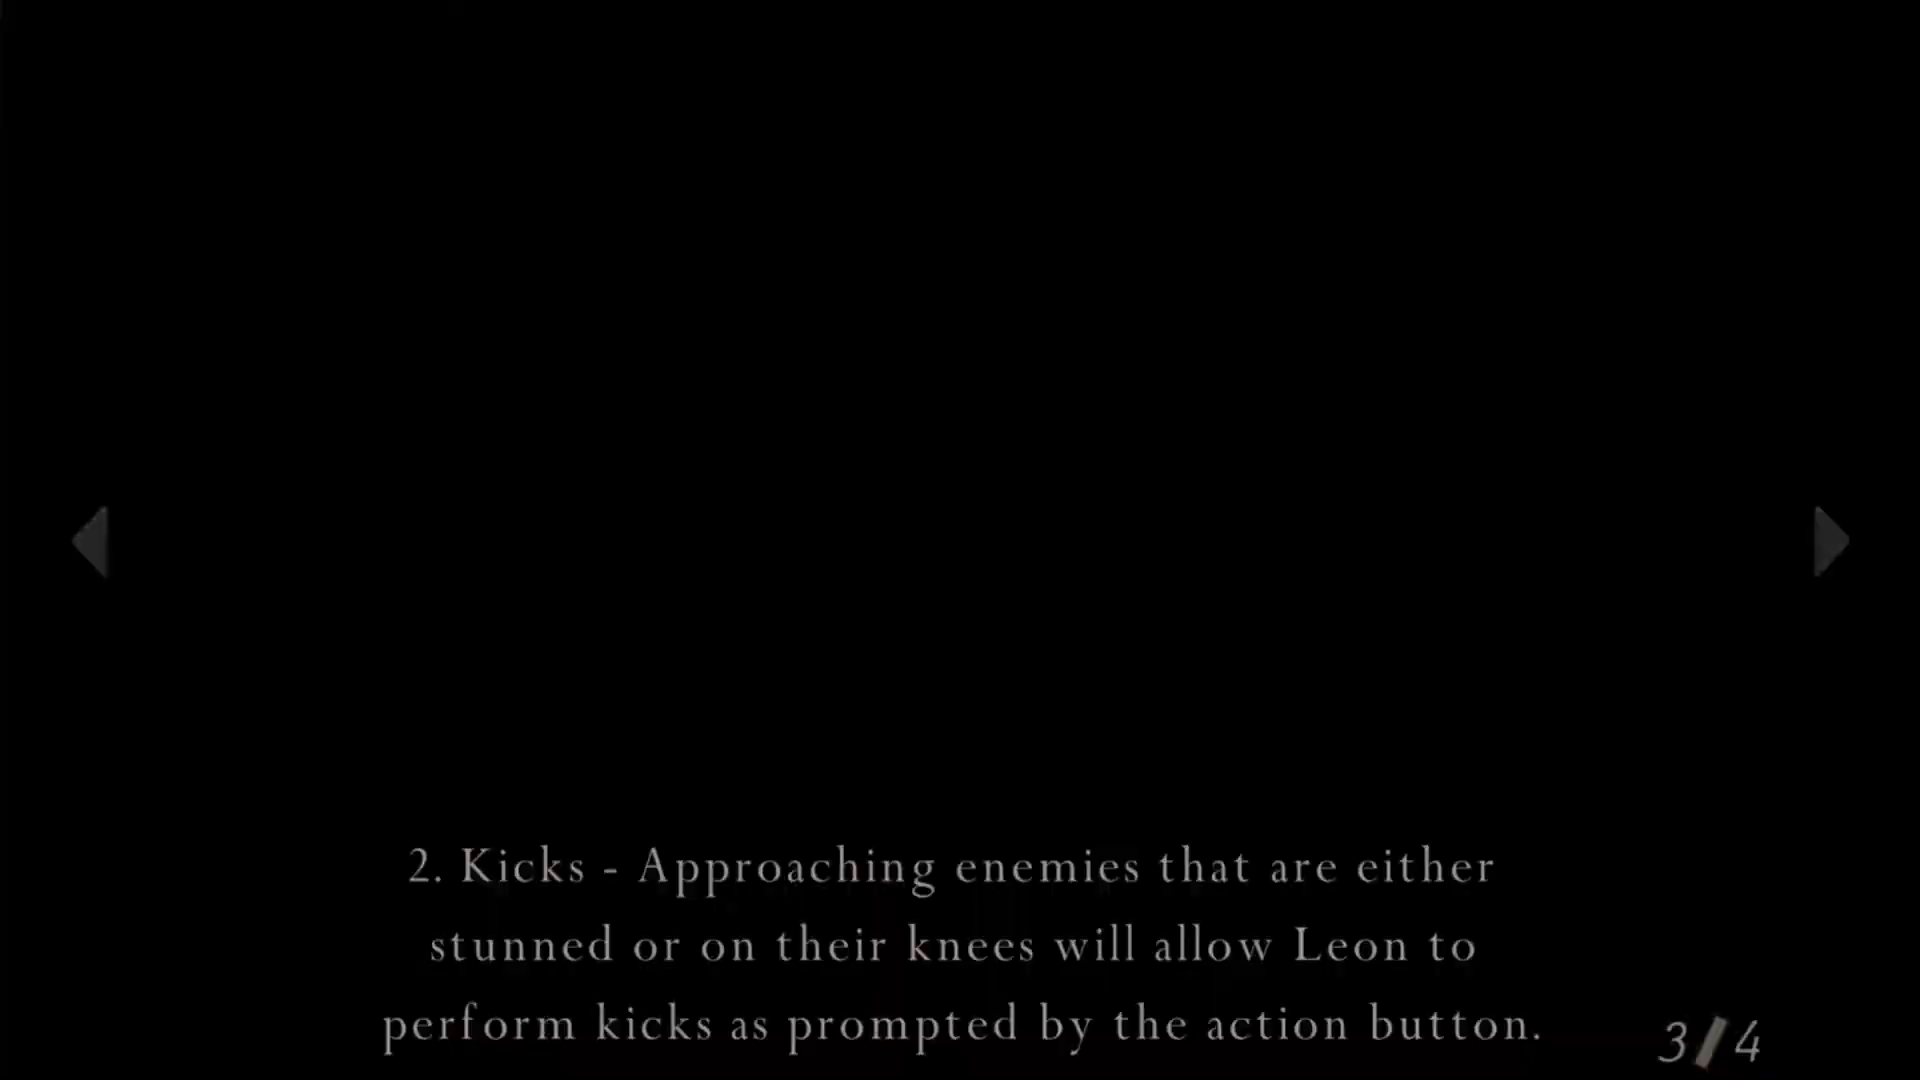 2. Kicks - Approaching enemies that are either
stunned or on their knees will allow Leon to
perform kicks as prompted by the action button.
3/4